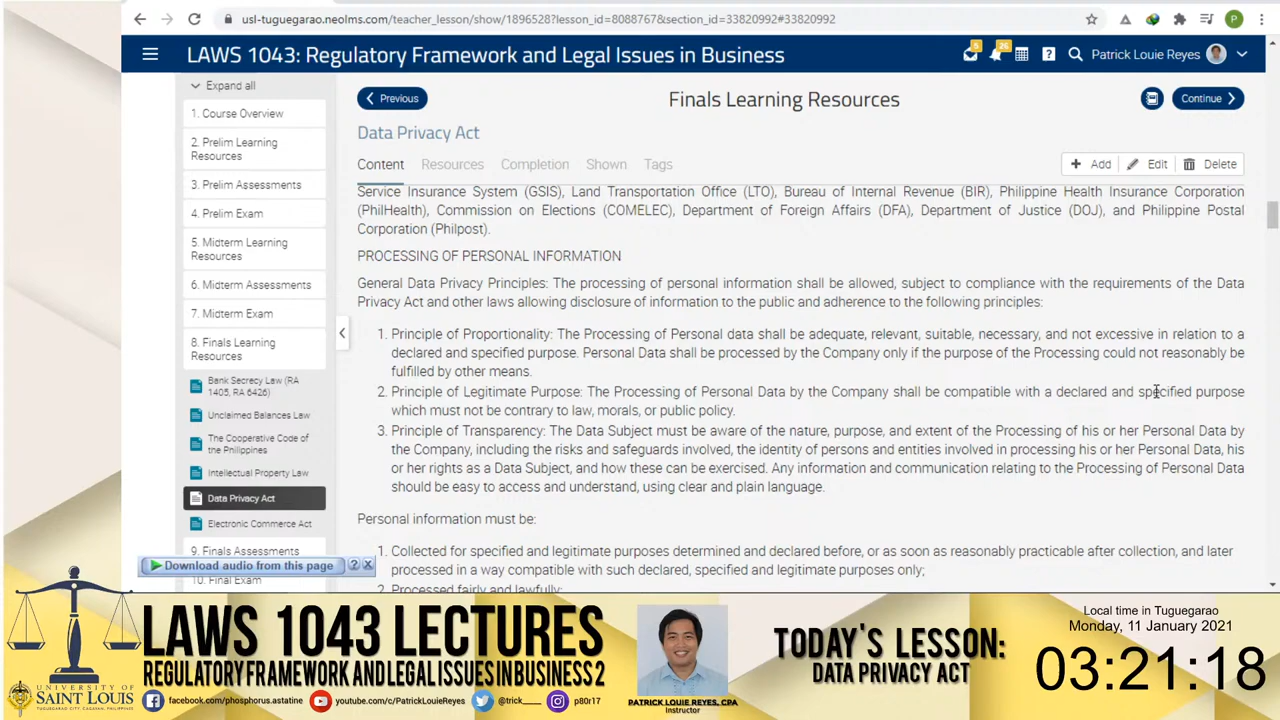 usl-tuguegarao.neolms.com/teacher_lesson/show/1896528?lesson_id=8088767&section_id=33820992#33820992
P
LAWS 1043: Regulatory Framework and Legal Issues in Business
5
26
Patrick Louie Reyes
Expand all
1. Course Overview
2. Prelim Learning
Resources
3. Prelim Assessments
4. Prelim Exam
5. Midterm Learning
Resources
6. Midterm Assessments
7. Midterm Exam
8. Finals Learning
Resources
Bank Secrecy Law (RA
1405, RA 6426)
Unclaimed Balances Law
The Cooperative Code of
the Philippines
Intellectual Property Law
Data Privacy Act
Electronic Commerce Act
9. Finals Assessments
10. Final Exam
Download audio from this page
Previous
Finals Learning Resources
Continue
Data Privacy Act
Content Resources Completion Shown Tags
Add Edit Delete
Service Insurance System (GSIS), Land Transportation Office (LTO), Bureau of Internal Revenue (BIR), Philippine Health Insurance Corporation
(PhilHealth), Commission on Elections (COMELEC), Department of Foreign Affairs (DFA), Department of Justice (DOJ), and Philippine Postal
Corporation (Philpost).
PROCESSING OF PERSONAL INFORMATION
General Data Privacy Principles: The processing of personal information shall be allowed, subject to compliance with the requirements of the Data
Privacy Act and other laws allowing disclosure of information to the public and adherence to the following principles:
1. Principle of Proportionality: The Processing of Personal data shall be adequate, relevant, suitable, necessary, and not excessive in relation to a
declared and specified purpose. Personal Data shall be processed by the Company only if the purpose of the Processing could not reasonably be
fulfilled by other means.
2. Principle of Legitimate Purpose: The Processing of Personal Data by the Company shall be compatible with a declared and specified purpose
which must not be contrary to law, morals, or public policy.
3. Principle of Transparency: The Data Subject must be aware of the nature, purpose, and extent of the Processing of his or her Personal Data by
the Company, including the risks and safeguards involved, the identity of persons and entities involved in processing his or her Personal Data, his
or her rights as a Data Subject, and how these can be exercised. Any information and communication relating to the Processing of Personal Data
should be easy to access and understand, using clear and plain language.
Personal information must be:
1. Collected for specified and legitimate purposes determined and declared before, or as soon as reasonably practicable after collection, and later
processed in a way compatible with such declared, specified and legitimate purposes only;
2. Processed fairly and lawfully;
LAWS 1043 LECTURES
REGULATORY FRAMEWORK AND LEGAL ISSUES IN BUSINESS 2
UNIVERSITY OF
SAINT LOUIS
TUGUEGARAO CITY, CAGAYAN, PHILIPPINES
facebook.com/phosphorus.astatine
youtube.com/c/PatrickLouieReyes
@trick____
p80r17
PATRICK LOUIE REYES, CPA
Instructor
TODAY'S LESSON:
DATA PRIVACY ACT
Local time in Tuguegarao
Monday, 11 January 2021
03:21:18